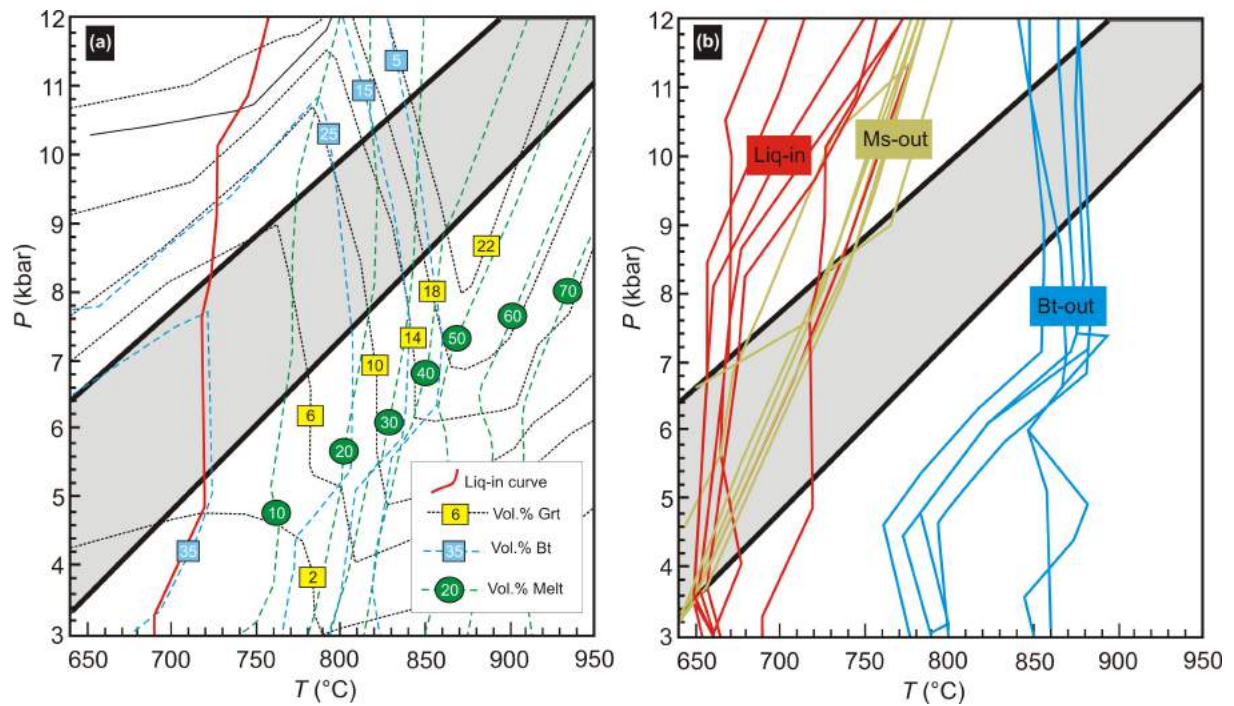 (a)
12
11
10
9
8
7
6
5
4
3
P (kbar)
650 700 750 800 850 900 950
T (°C)
5
15
25
35
22
18
14
10
6
2
70
60
50
40
30
20
10
Liq-in curve
6 Vol.% Grt
35 Vol.% Bt
20 Vol.% Melt
(b)
12
11
10
9
8
7
6
5
4
3
P (kbar)
650 700 750 800 850 900 950
T (°C)
Liq-in
Ms-out
Bt-out